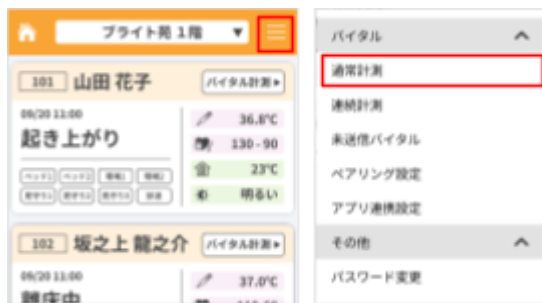 ブライト苑 1階 ▼
101 山田 花子 バイタル計測▶
09/20 11:00
起き上がり
36.8℃
130 - 90
23℃
明るい
102 坂之上 龍之介 バイタル計測▶
09/20 11:00
離床中
37.0℃
バイタル
通常計測
連続計測
未送信バイタル
ペアリング設定
アプリ連携設定
その他
パスワード変更